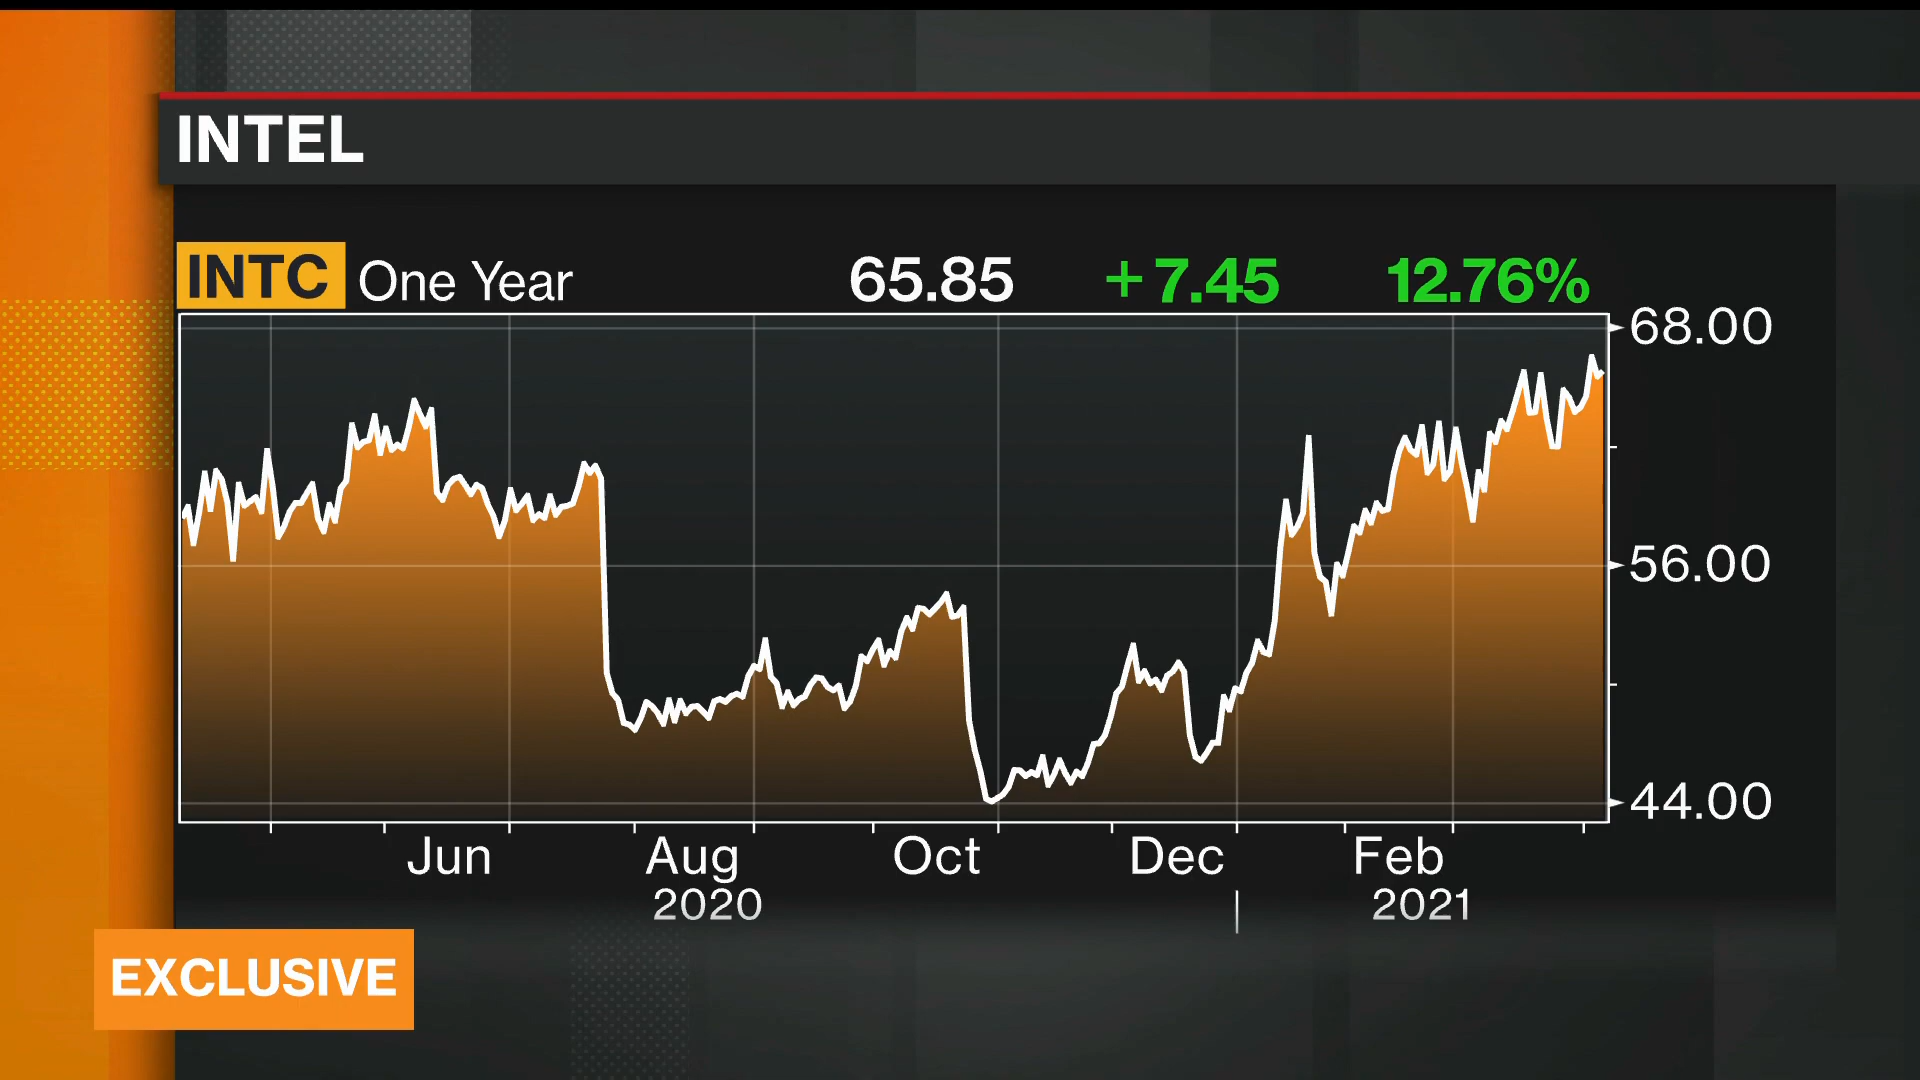 INTEL
INTC One Year 65.85 +7.45 12.76%
68.00
56.00
44.00
Jun Aug Oct Dec Feb
2020 2021
EXCLUSIVE